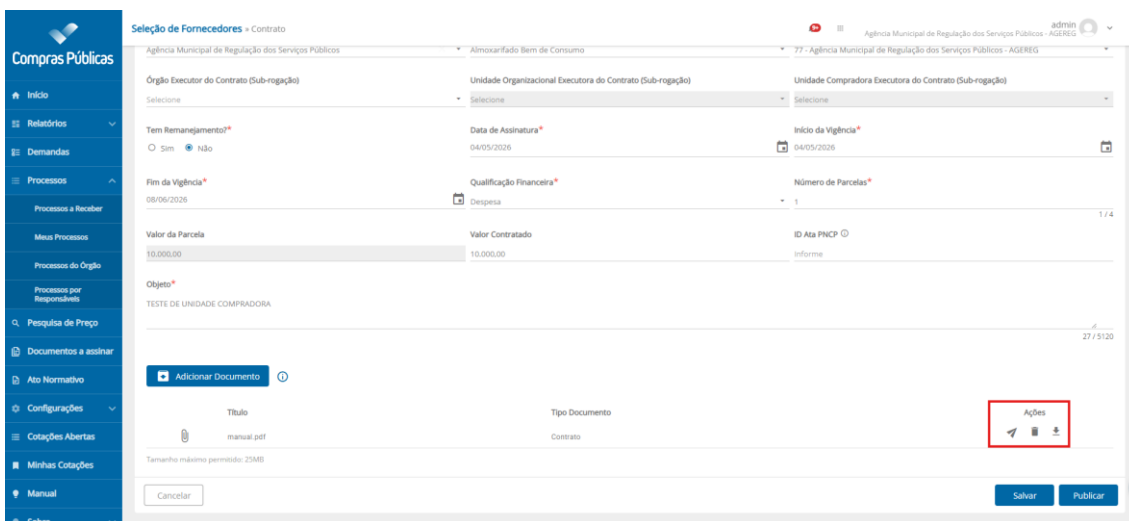 Compras Públicas
Início
Relatórios
Demandas
Processos
Processos a Receber
Meus Processos
Processos do Órgão
Processos por Responsáveis
Pesquisa de Preço
Documentos a assinar
Ato Normativo
Configurações
Cotações Abertas
Minhas Cotações
Manual
Sobre
Seleção de Fornecedores » Contrato
admin
Agência Municipal de Regulação dos Serviços Públicos - AGEREG
Agência Municipal de Regulação dos Serviços Públicos
Almoxarifado Bem de Consumo
77 - Agência Municipal de Regulação dos Serviços Públicos - AGEREG
Órgão Executor do Contrato (Sub-rogação)
Unidade Organizacional Executora do Contrato (Sub-rogação)
Unidade Compradora Executora do Contrato (Sub-rogação)
Selecione
Selecione
Selecione
Tem Remanejamento?*
Data de Assinatura*
Início da Vigência*
Sim Não
04/05/2026
04/05/2026
Fim da Vigência*
Qualificação Financeira*
Número de Parcelas*
08/06/2026
Despesa
1
1 / 4
Valor da Parcela
Valor Contratado
ID Ata PNCP
10.000,00
10.000,00
Informe
Objeto*
TESTE DE UNIDADE COMPRADORA
27 / 5120
Adicionar Documento
Título
Tipo Documento
Ações
manual.pdf
Contrato
Tamanho máximo permitido: 25MB
Cancelar
Salvar
Publicar